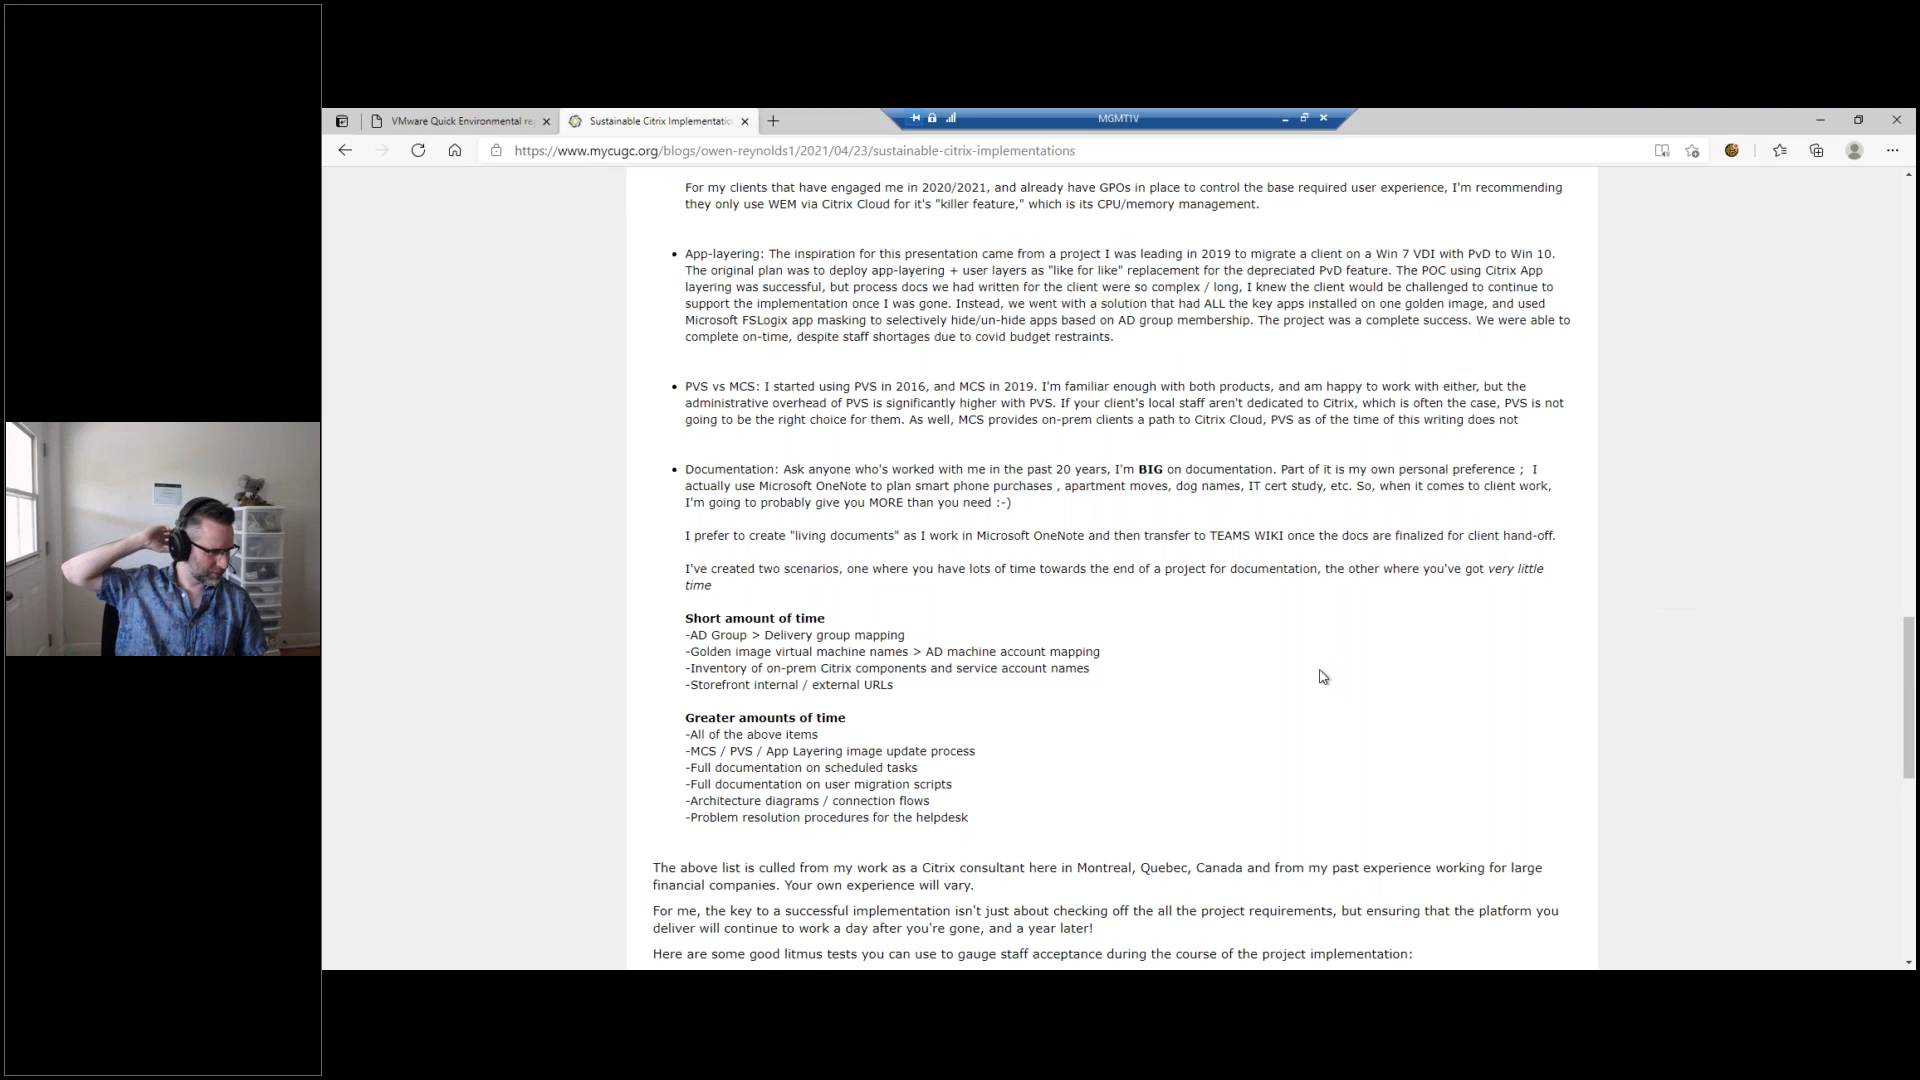 VMware Quick Environmental re
Sustainable Citrix Implementatio
MGMT1V
https://www.mycugc.org/blogs/owen-reynolds1/2021/04/23/sustainable-citrix-implementations
For my clients that have engaged me in 2020/2021, and already have GPOs in place to control the base required user experience, I'm recommending
they only use WEM via Citrix Cloud for it's "killer feature," which is its CPU/memory management.
• App-layering: The inspiration for this presentation came from a project I was leading in 2019 to migrate a client on a Win 7 VDI with PvD to Win 10.
The original plan was to deploy app-layering + user layers as "like for like" replacement for the depreciated PvD feature. The POC using Citrix App
layering was successful, but process docs we had written for the client were so complex / long, I knew the client would be challenged to continue to
support the implementation once I was gone. Instead, we went with a solution that had ALL the key apps installed on one golden image, and used
Microsoft FSLogix app masking to selectively hide/un-hide apps based on AD group membership. The project was a complete success. We were able to
complete on-time, despite staff shortages due to covid budget restraints.
• PVS vs MCS: I started using PVS in 2016, and MCS in 2019. I'm familiar enough with both products, and am happy to work with either, but the
administrative overhead of PVS is significantly higher with PVS. If your client's local staff aren't dedicated to Citrix, which is often the case, PVS is not
going to be the right choice for them. As well, MCS provides on-prem clients a path to Citrix Cloud, PVS as of the time of this writing does not
• Documentation: Ask anyone who's worked with me in the past 20 years, I'm BIG on documentation. Part of it is my own personal preference ; I
actually use Microsoft OneNote to plan smart phone purchases , apartment moves, dog names, IT cert study, etc. So, when it comes to client work,
I'm going to probably give you MORE than you need :-)
I prefer to create "living documents" as I work in Microsoft OneNote and then transfer to TEAMS WIKI once the docs are finalized for client hand-off.
I've created two scenarios, one where you have lots of time towards the end of a project for documentation, the other where you've got very little
time
Short amount of time
-AD Group > Delivery group mapping
-Golden image virtual machine names > AD machine account mapping
-Inventory of on-prem Citrix components and service account names
-Storefront internal / external URLs
Greater amounts of time
-All of the above items
-MCS / PVS / App Layering image update process
-Full documentation on scheduled tasks
-Full documentation on user migration scripts
-Architecture diagrams / connection flows
-Problem resolution procedures for the helpdesk
The above list is culled from my work as a Citrix consultant here in Montreal, Quebec, Canada and from my past experience working for large
financial companies. Your own experience will vary.
For me, the key to a successful implementation isn't just about checking off the all the project requirements, but ensuring that the platform you
deliver will continue to work a day after you're gone, and a year later!
Here are some good litmus tests you can use to gauge staff acceptance during the course of the project implementation: